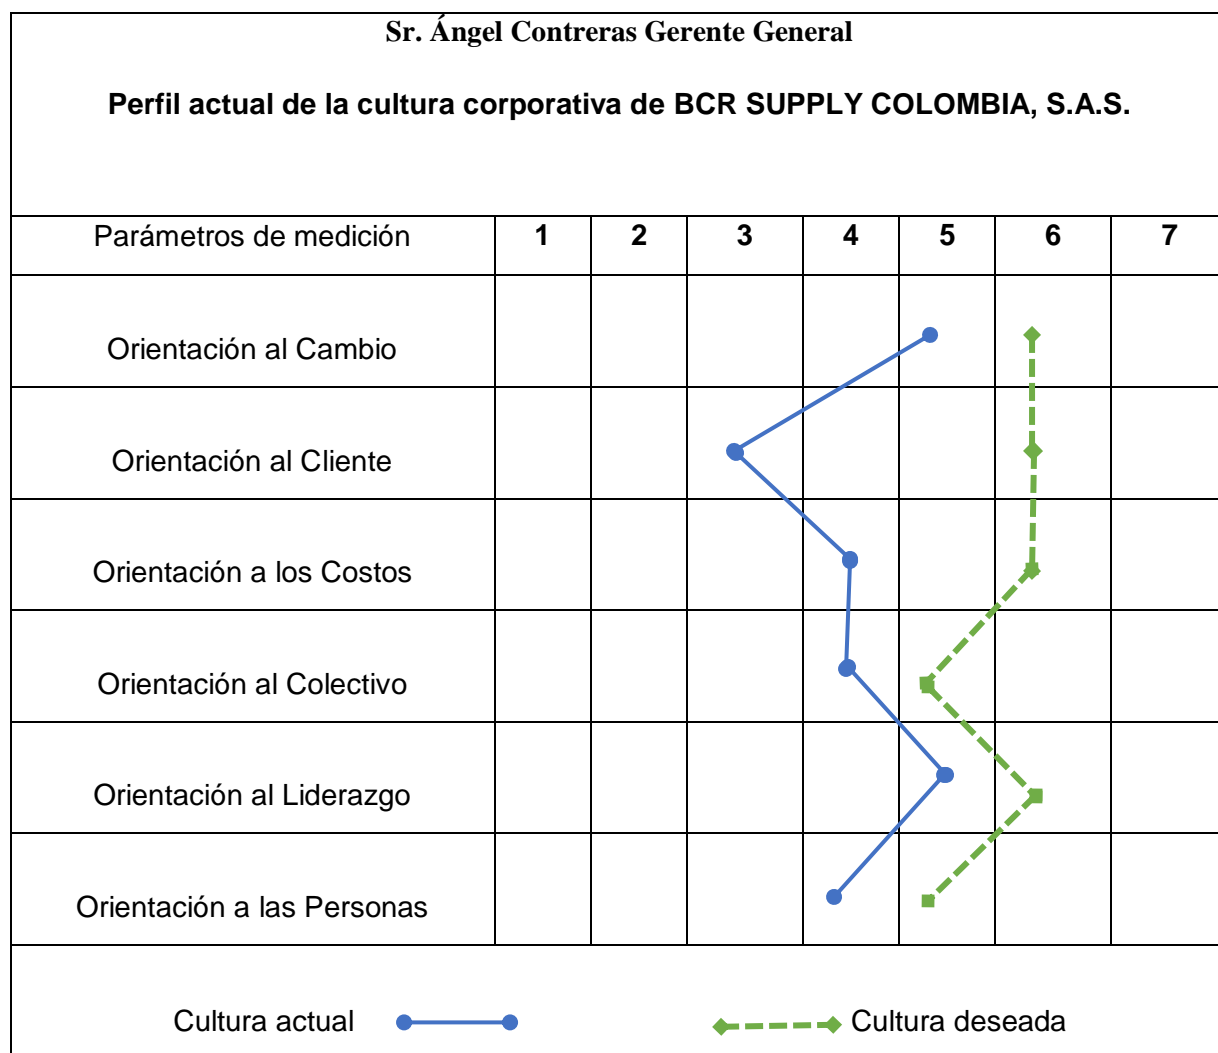 Sr. Ángel Contreras Gerente General
Perfil actual de la cultura corporativa de BCR SUPPLY COLOMBIA, S.A.S.
Parámetros de medición 1 2 3 4 5 6 7
Orientación al Cambio
Orientación al Cliente
Orientación a los Costos
Orientación al Colectivo
Orientación al Liderazgo
Orientación a las Personas
Cultura actual Cultura deseada